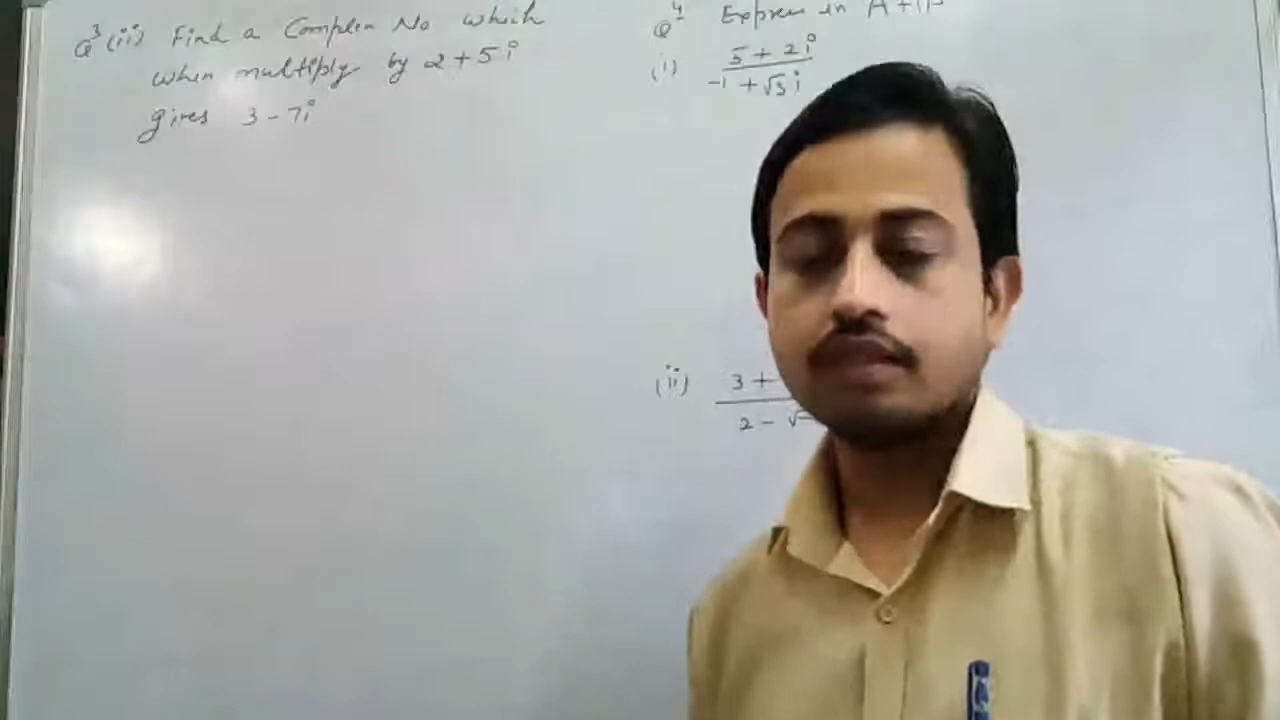 Q3 (ii) Find a Complex No which
when multiply by 2+5i
gives 3-7i
Q4 Express in A+iB
(i) 5+2i
-1+√3i
(ii) 3+
2-√